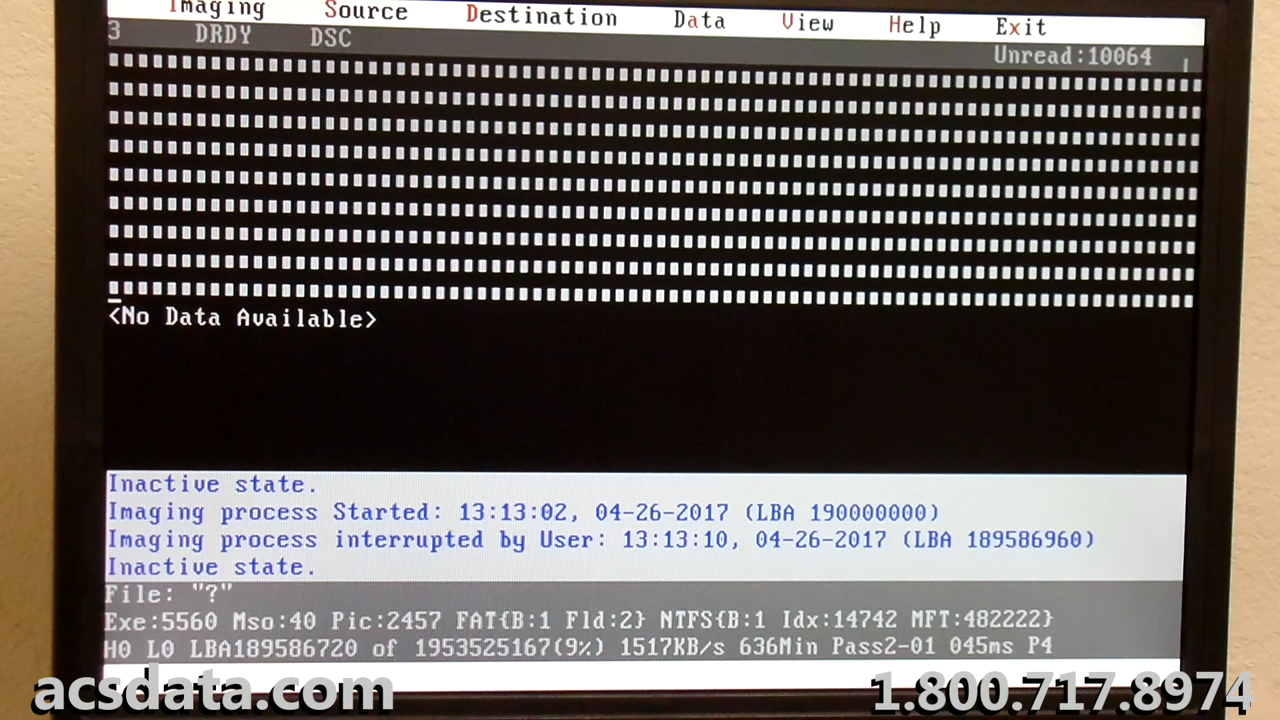 Imaging Source Destination Data View Help Exit
3 DRDY DSC Unread:10064
<No Data Available>
Inactive state.
Imaging process Started: 13:13:02, 04-26-2017 (LBA 190000000)
Imaging process interrupted by User: 13:13:10, 04-26-2017 (LBA 189586960)
Inactive state.
File: "?"
Exe:5560 Mso:40 Pic:2457 FAT{B:1 Fld:2} NTFS{B:1 Idx:14742 MFT:482222}
H0 L0 LBA189586720 of 1953525167(9%) 1517KB/s 636Min Pass2-01 045ms P4
acsdata.com 1.800.717.8974